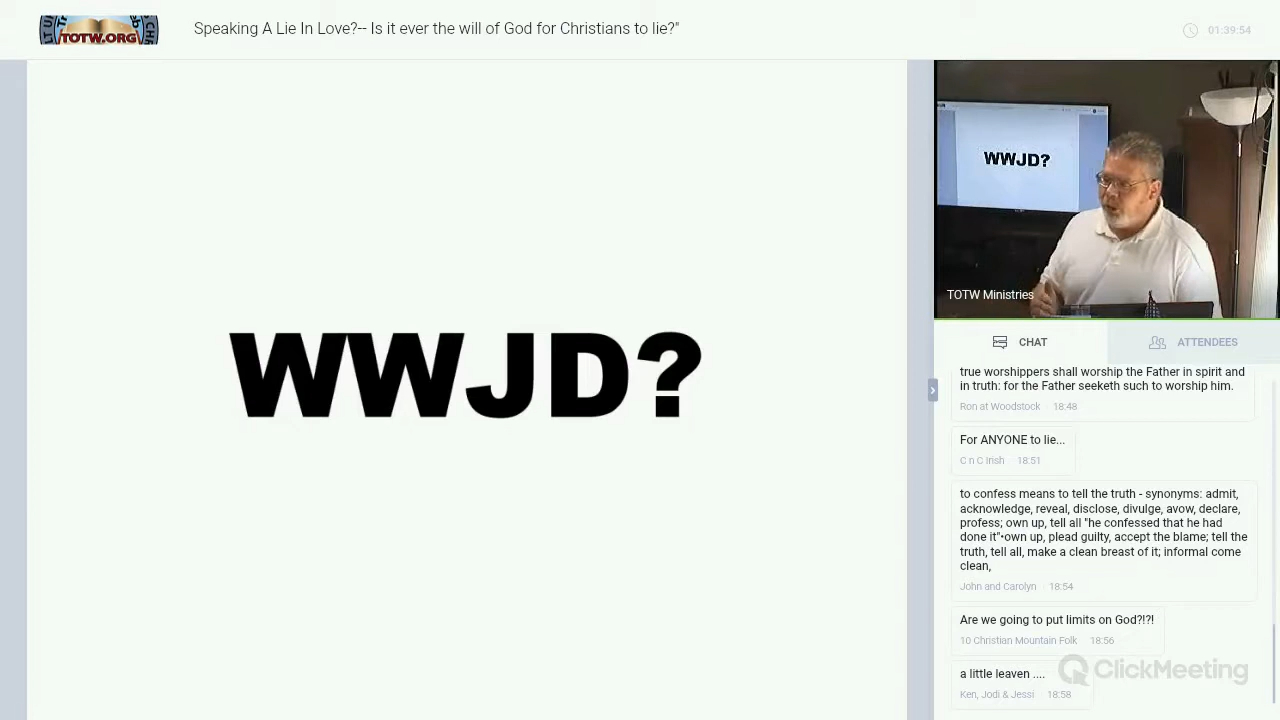 TOTW.ORG
Speaking A Lie In Love?-- Is it ever the will of God for Christians to lie?"
01:39:54
WWJD?
WWJD?
TOTW Ministries
CHAT
ATTENDEES
true worshippers shall worship the Father in spirit and
in truth: for the Father seeketh such to worship him.
Ron at Woodstock · 18:48
For ANYONE to lie...
C n C Irish · 18:51
to confess means to tell the truth - synonyms: admit,
acknowledge, reveal, disclose, divulge, avow, declare,
profess; own up, tell all "he confessed that he had
done it"•own up, plead guilty, accept the blame; tell the
truth, tell all, make a clean breast of it; informal come
clean,
John and Carolyn · 18:54
Are we going to put limits on God?!?!
10 Christian Mountain Folk · 18:56
a little leaven ....
Ken, Jodi & Jessi · 18:58
ClickMeeting